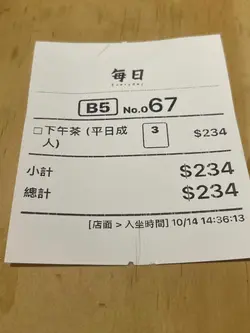 每日
everyday
B5 No.067
□下午茶 (平日成人) 3 $234
小計 $234
總計 $234
[店面 > 入坐時間] 10/14 14:36:13